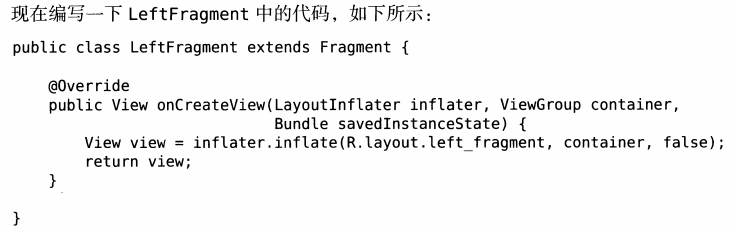 现在编写一下 LeftFragment 中的代码，如下所示：
public class LeftFragment extends Fragment {
    @Override
    public View onCreateView(LayoutInflater inflater, ViewGroup container,
                             Bundle savedInstanceState) {
        View view = inflater.inflate(R.layout.left_fragment, container, false);
        return view;
    }
}